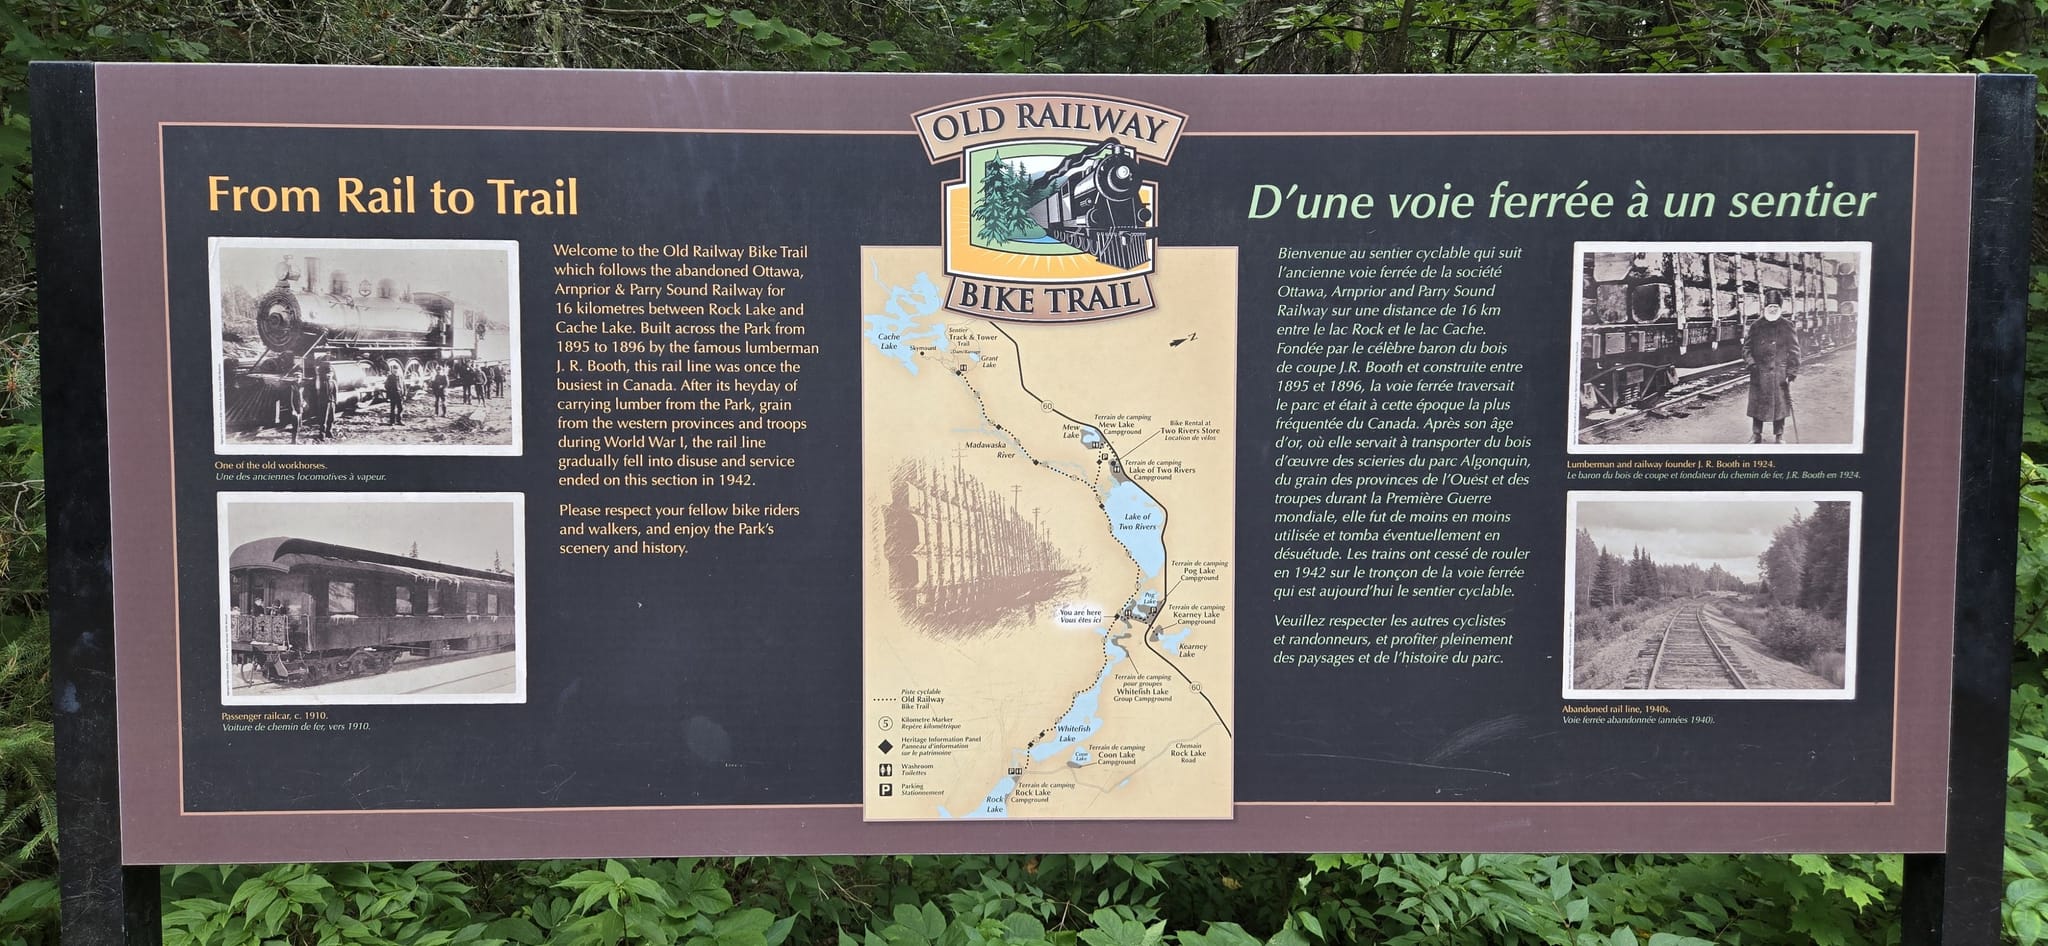 OLD RAILWAY
BIKE TRAIL
From Rail to Trail
One of the old workhorses.
Une des anciennes locomotives à vapeur.
Passenger railcar, c. 1910.
Voiture de chemin de fer, vers 1910.
Welcome to the Old Railway Bike Trail
which follows the abandoned Ottawa,
Arnprior & Parry Sound Railway for
16 kilometres between Rock Lake and
Cache Lake. Built across the Park from
1895 to 1896 by the famous lumberman
J. R. Booth, this rail line was once the
busiest in Canada. After its heyday of
carrying lumber from the Park, grain
from the western provinces and troops
during World War I, the rail line
gradually fell into disuse and service
ended on this section in 1942.
Please respect your fellow bike riders
and walkers, and enjoy the Park's
scenery and history.
Cache
Lake
Sentier
Track & Tower
Trail
Skymount
Dam/Barrage
Grant
Lake
N
60
Mew
Lake
Terrain de camping
Mew Lake
Campground
Bike Rental at
Two Rivers Store
Location de vélos
Madawaska
River
P
Terrain de camping
Lake of Two Rivers
Campground
Lake of
Two Rivers
Terrain de camping
Pog Lake
Campground
Pog
Lake
You are here
Vous êtes ici
P
Terrain de camping
Kearney Lake
Campground
Kearney
Lake
Terrain de camping
pour groupes
Whitefish Lake
Group Campground
60
Whitefish
Lake
Coon
Lake
Terrain de camping
Coon Lake
Campground
Chemain
Rock Lake
Road
P
Terrain de camping
Rock Lake
Campground
Rock
Lake
Piste cyclable
Old Railway
Bike Trail
5
Kilometre Marker
Repère kilométrique
Heritage Information Panel
Panneau d'information
sur le patrimoine
Washroom
Toilettes
P
Parking
Stationnement
D'une voie ferrée à un sentier
Bienvenue au sentier cyclable qui suit
l'ancienne voie ferrée de la société
Ottawa, Arnprior and Parry Sound
Railway sur une distance de 16 km
entre le lac Rock et le lac Cache.
Fondée par le célèbre baron du bois
de coupe J.R. Booth et construite entre
1895 et 1896, la voie ferrée traversait
le parc et était à cette époque la plus
fréquentée du Canada. Après son âge
d'or, où elle servait à transporter du bois
d'œuvre des scieries du parc Algonquin,
du grain des provinces de l'Ouest et des
troupes durant la Première Guerre
mondiale, elle fut de moins en moins
utilisée et tomba éventuellement en
désuétude. Les trains ont cessé de rouler
en 1942 sur le tronçon de la voie ferrée
qui est aujourd'hui le sentier cyclable.
Veuillez respecter les autres cyclistes
et randonneurs, et profiter pleinement
des paysages et de l'histoire du parc.
Lumberman and railway founder J. R. Booth in 1924.
Le baron du bois de coupe et fondateur du chemin de fer, J.R. Booth en 1924.
Abandoned rail line, 1940s.
Voie ferrée abandonnée (années 1940).